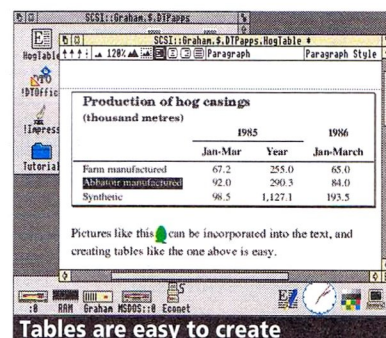 SCSI::Graham.$.DTPapps
SCSI::Graham.$.DTPapps.HogTable *
HogTable
120%
Paragraph
Paragraph Style
!DTOffic
!Impress
Tutorial
Production of hog casings
(thousand metres)
1985 1986
Jan-Mar Year Jan-March
Farm manufactured 67.2 255.0 65.0
Abbatoir manufactured 92.0 290.3 84.0
Synthetic 98.5 1,127.1 193.5
Pictures like this can be incorporated into the text, and
creating tables like the one above is easy.
:0 RAM Graham MSDOS::0 Econet
Tables are easy to create